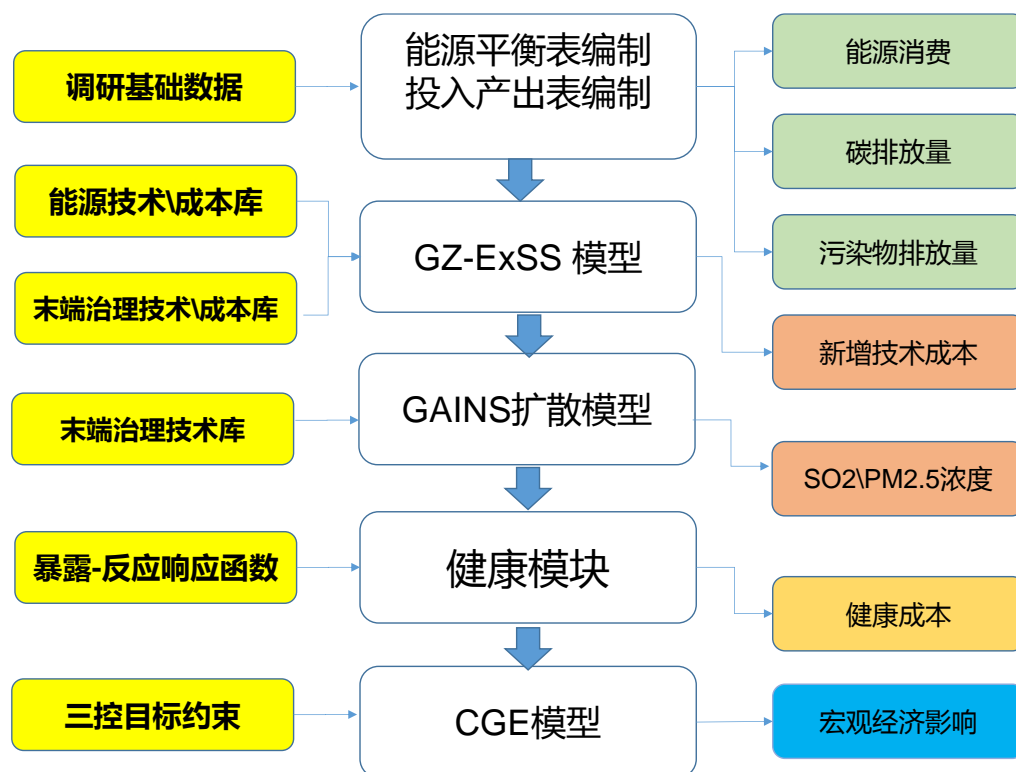 能源平衡表编制
投入产出表编制
调研基础数据
能源消费
碳排放量
能源技术\成本库
GZ-ExSS 模型
污染物排放量
末端治理技术\成本库
新增技术成本
GAINS扩散模型
末端治理技术库
SO2\PM2.5浓度
健康模块
暴露-反应响应函数
健康成本
三控目标约束
CGE模型
宏观经济影响